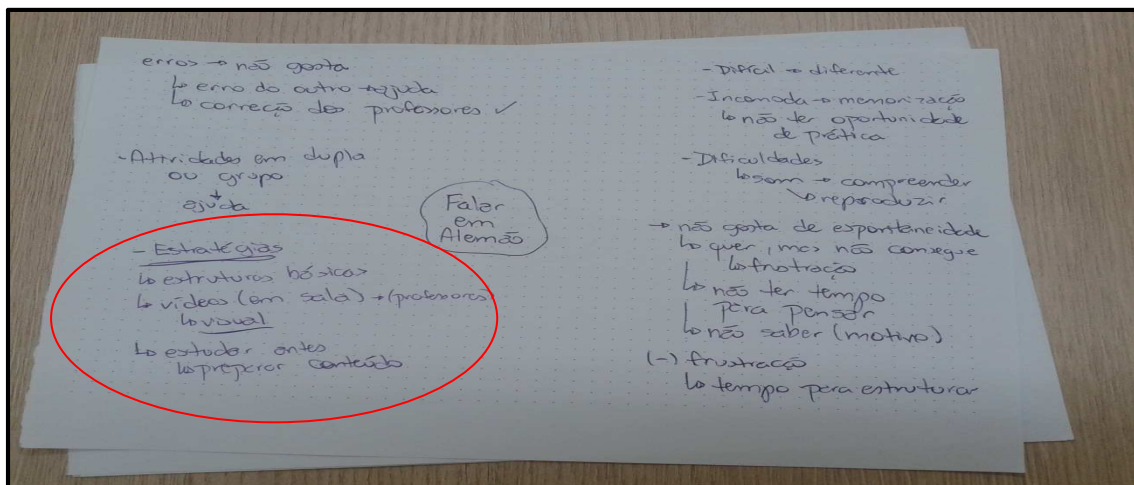 erros → não gosta
↳ erro do outro → ajuda
↳ correção dos professores ✓
- Atividades em dupla
ou grupo
↓
ajuda
- Estratégias
↳ estruturas básicas
↳ vídeos (em sala) + (professores)
↳ visual
↳ estudar antes
↳ preparar conteúdo
Falar
em
Alemão
- Difícil → diferente
- Incomoda → memorização
↳ não ter oportunidade
de prática
- Dificuldades
↳ som → compreender
↘ reproduzir
→ não gosta de espontaneidade
↳ quer, mas não consegue
↳ frustração
↳ não ter tempo
para pensar
↳ não saber (motivo)
(-) frustração
↳ tempo para estruturar